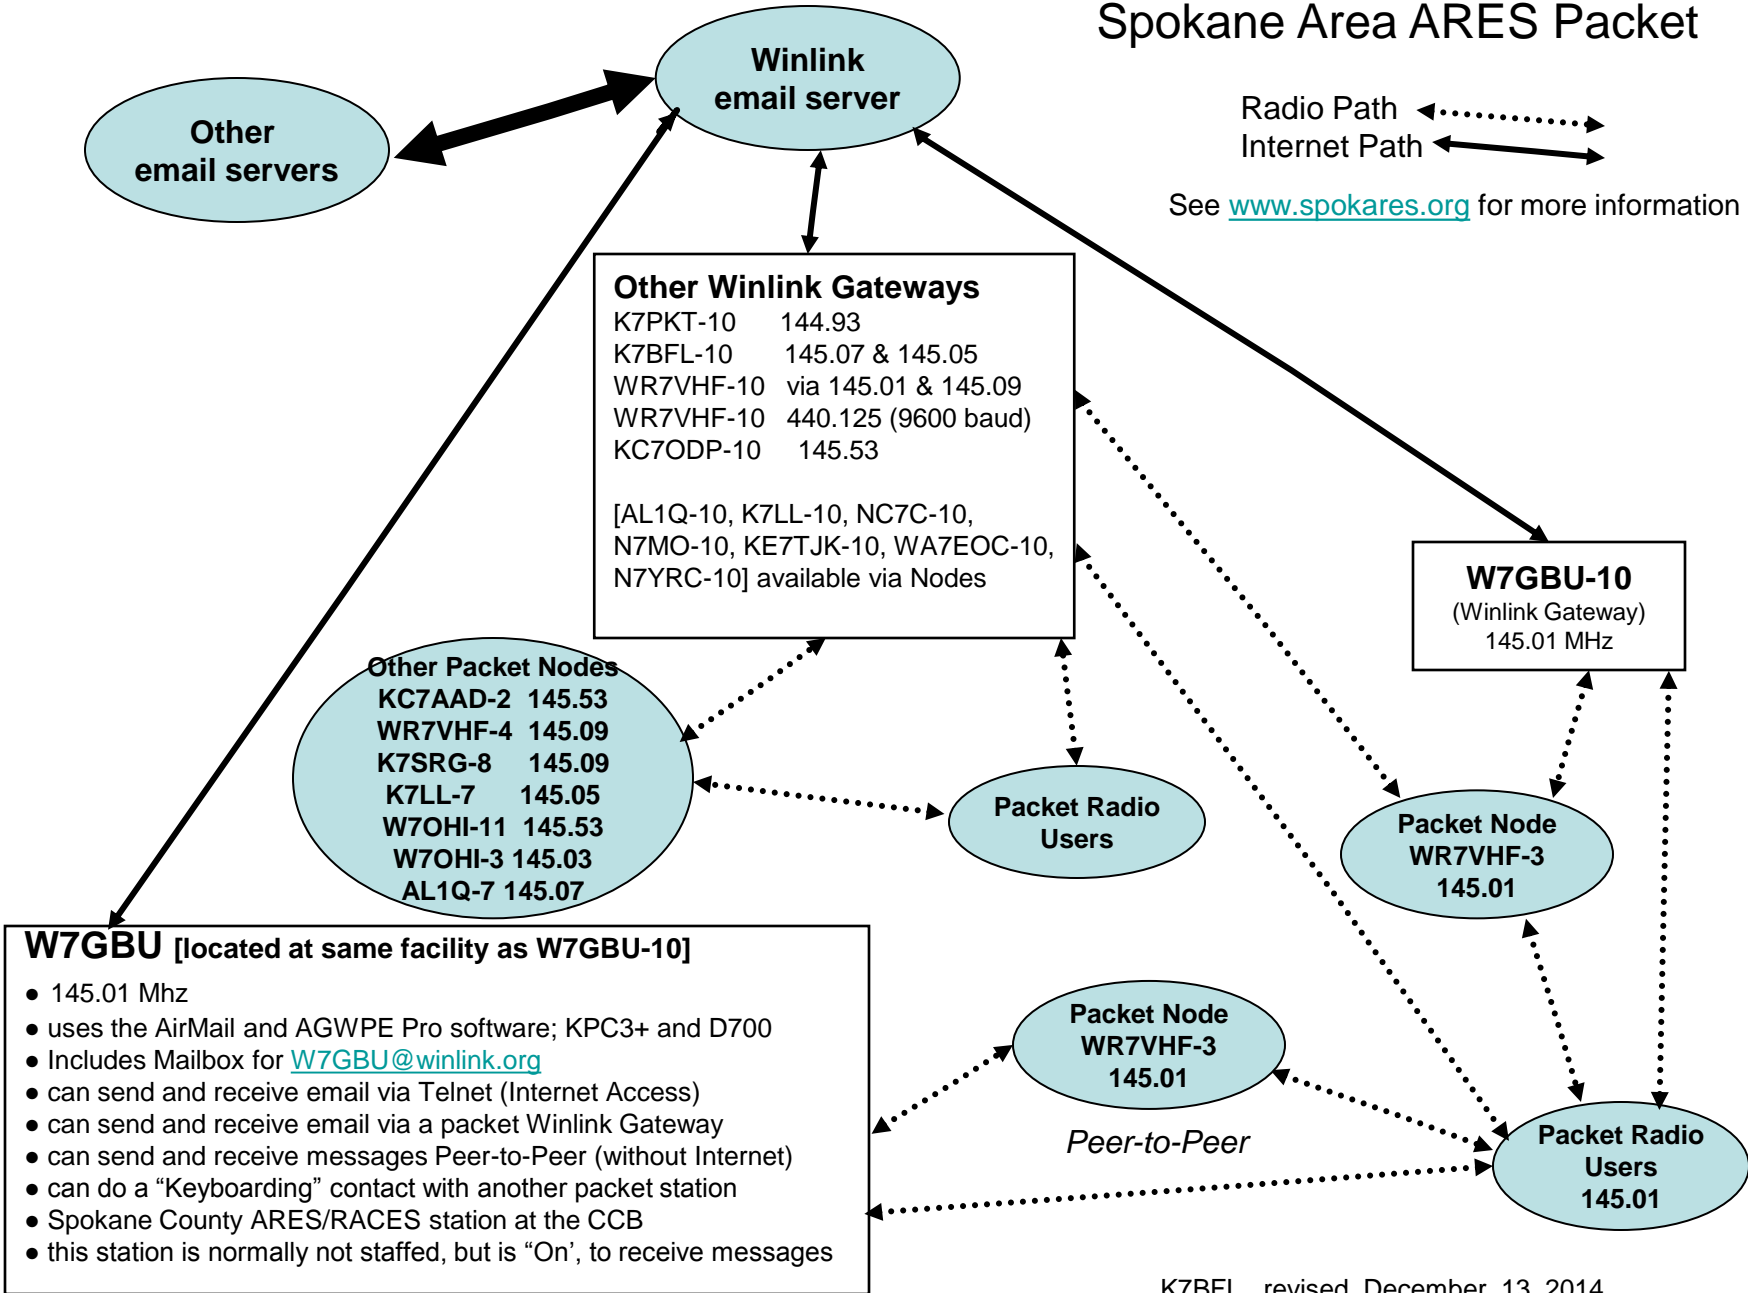 Spokane Area ARES Packet
Winlink
email server
Other
email servers
Radio Path
Internet Path
See www.spokares.org for more information
Other Winlink Gateways
K7PKT-10 144.93
K7BFL-10 145.07 & 145.05
WR7VHF-10 via 145.01 & 145.09
WR7VHF-10 440.125 (9600 baud)
KC7ODP-10 145.53
[AL1Q-10, K7LL-10, NC7C-10,
N7MO-10, KE7TJK-10, WA7EOC-10,
N7YRC-10] available via Nodes
W7GBU-10
(Winlink Gateway)
145.01 MHz
Other Packet Nodes
KC7AAD-2 145.53
WR7VHF-4 145.09
K7SRG-8 145.09
K7LL-7 145.05
W7OHI-11 145.53
W7OHI-3 145.03
AL1Q-7 145.07
Packet Radio
Users
Packet Node
WR7VHF-3
145.01
W7GBU [located at same facility as W7GBU-10]
● 145.01 Mhz
● uses the AirMail and AGWPE Pro software; KPC3+ and D700
● Includes Mailbox for W7GBU@winlink.org
● can send and receive email via Telnet (Internet Access)
● can send and receive email via a packet Winlink Gateway
● can send and receive messages Peer-to-Peer (without Internet)
● can do a “Keyboarding” contact with another packet station
● Spokane County ARES/RACES station at the CCB
● this station is normally not staffed, but is “On’, to receive messages
Packet Node
WR7VHF-3
145.01
Peer-to-Peer
Packet Radio
Users
145.01
K7BFL revised December 13, 2014